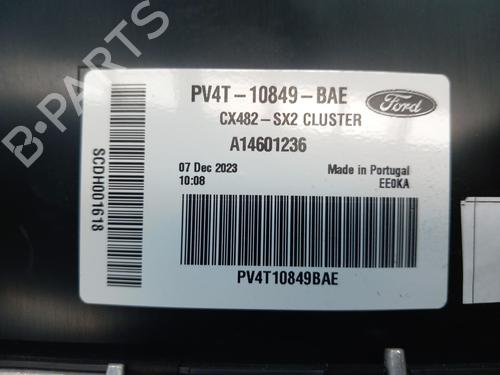 PV4T-10849-BAE
Ford
CX482-SX2 CLUSTER
A14601236
07 Dec 2023
10:08
Made in Portugal
EE0KA
SCDH001618
PV4T10849BAE
B-PARTS